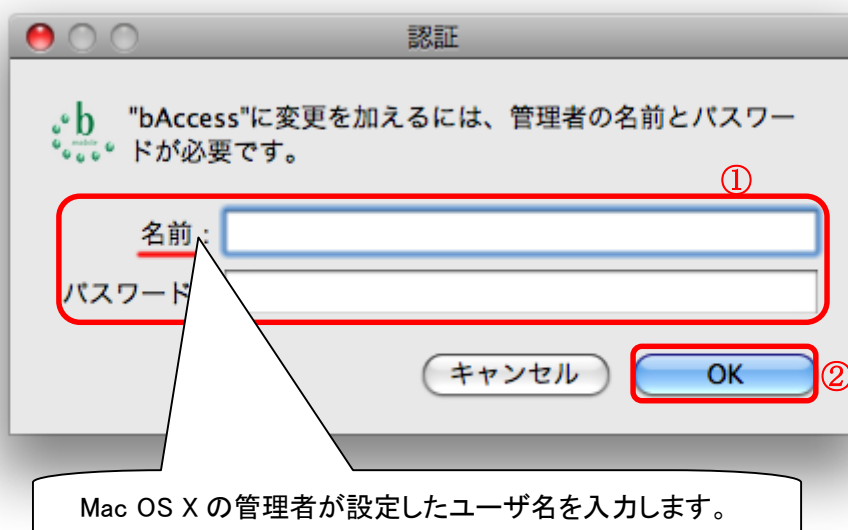 認証
b
mobile
"bAccess"に変更を加えるには、管理者の名前とパスワー
ドが必要です。
①
名前：
パスワード
キャンセル
OK
②
Mac OS X の管理者が設定したユーザ名を入力します。